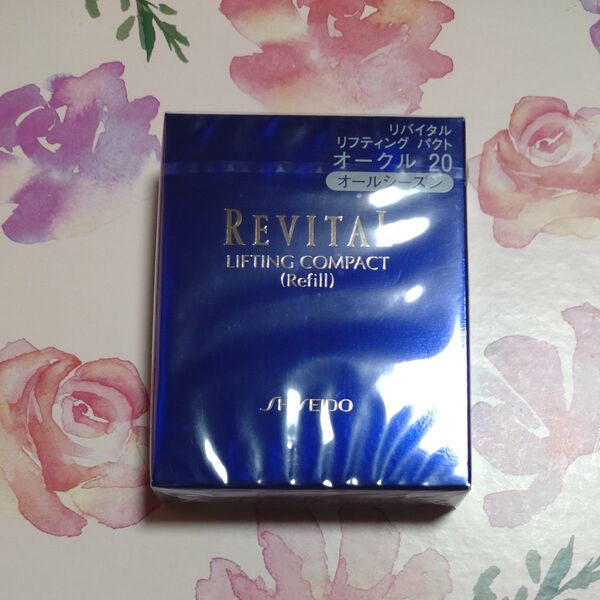 リバイタル
リフティング パクト
オークル 20
オールシーズン
REVITAL
LIFTING COMPACT
(Refill)
SHISEIDO